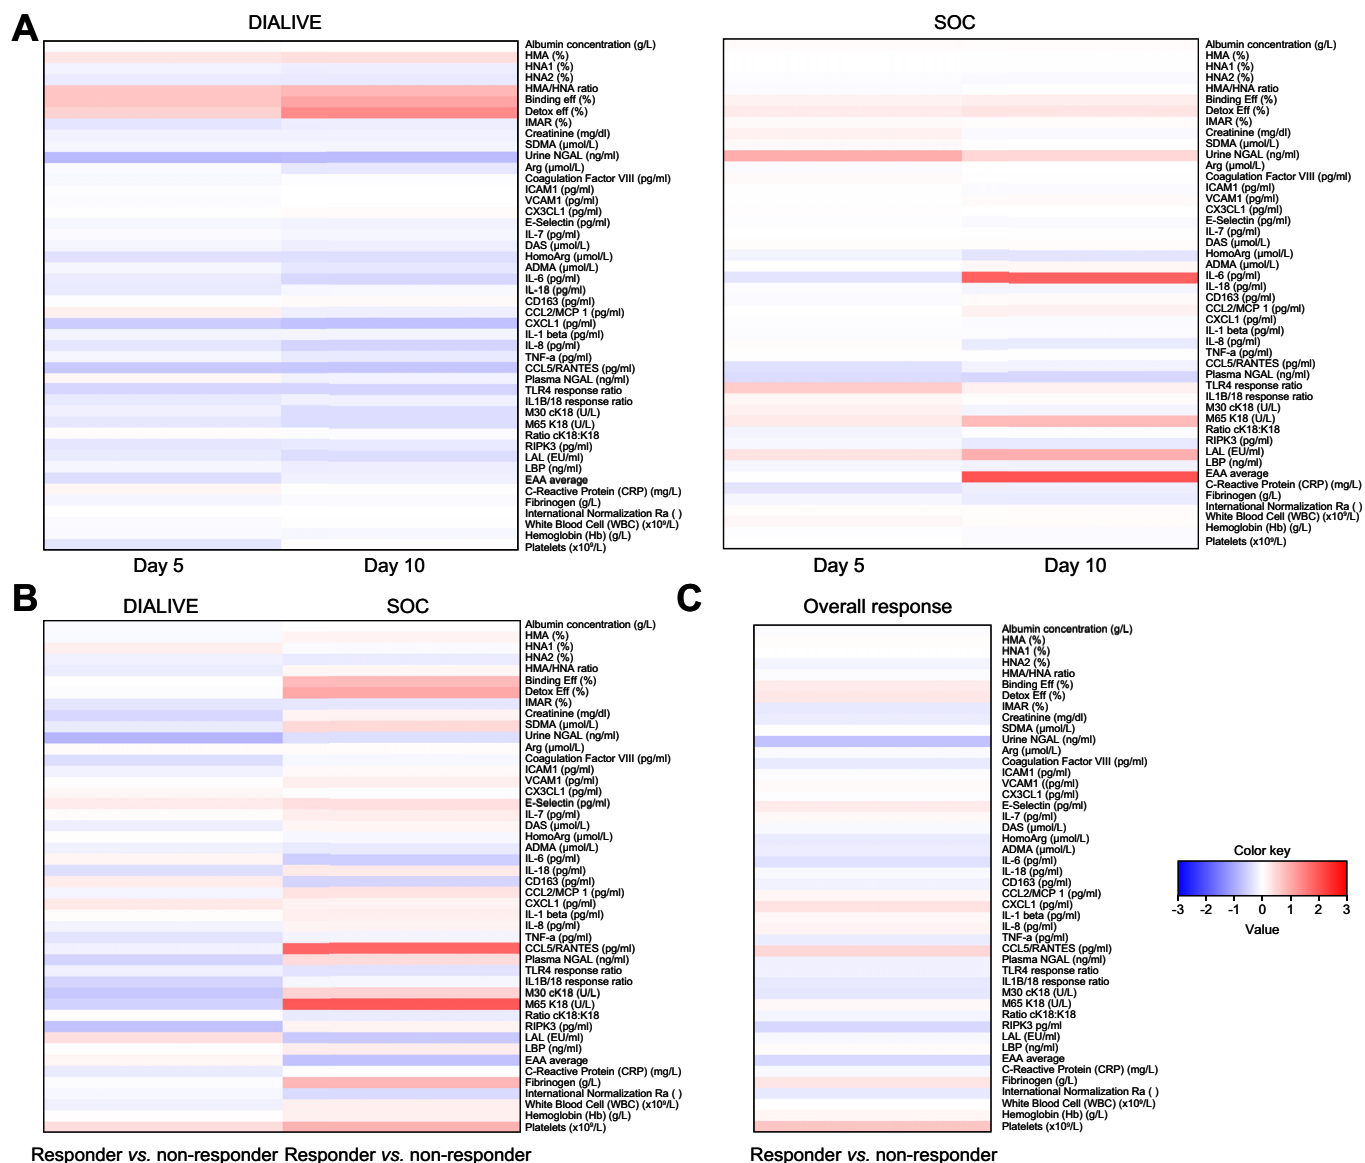 A
DIALIVE
Albumin concentration (g/L)
HMA (%)
HNA1 (%)
HNA2 (%)
HMA/HNA ratio
Binding eff (%)
Detox eff (%)
IMAR (%)
Creatinine (mg/dl)
SDMA (µmol/L)
Urine NGAL (ng/ml)
Arg (µmol/L)
Coagulation Factor VIII (pg/ml)
ICAM1 (pg/ml)
VCAM1 (pg/ml)
CX3CL1 (pg/ml)
E-Selectin (pg/ml)
IL-7 (pg/ml)
DAS (µmol/L)
HomoArg (µmol/L)
ADMA (µmol/L)
IL-6 (pg/ml)
IL-18 (pg/ml)
CD163 (pg/ml)
CCL2/MCP 1 (pg/ml)
CXCL1 (pg/ml)
IL-1 beta (pg/ml)
IL-8 (pg/ml)
TNF-a (pg/ml)
CCL5/RANTES (pg/ml)
Plasma NGAL (ng/ml)
TLR4 response ratio
IL1B/18 response ratio
M30 cK18 (U/L)
M65 K18 (U/L)
Ratio cK18:K18
RIPK3 (pg/ml)
LAL (EU/ml)
LBP (ng/ml)
EAA average
C-Reactive Protein (CRP) (mg/L)
Fibrinogen (g/L)
International Normalization Ra ( )
White Blood Cell (WBC) (x10⁹/L)
Hemoglobin (Hb) (g/L)
Platelets (x10⁹/L)
Day 5
Day 10
SOC
Albumin concentration (g/L)
HMA (%)
HNA1 (%)
HNA2 (%)
HMA/HNA ratio
Binding Eff (%)
Detox Eff (%)
IMAR (%)
Creatinine (mg/dl)
SDMA (µmol/L)
Urine NGAL (ng/ml)
Arg (µmol/L)
Coagulation Factor VIII (pg/ml)
ICAM1 (pg/ml)
VCAM1 (pg/ml)
CX3CL1 (pg/ml)
E-Selectin (pg/ml)
IL-7 (pg/ml)
DAS (µmol/L)
HomoArg (µmol/L)
ADMA (µmol/L)
IL-6 (pg/ml)
IL-18 (pg/ml)
CD163 (pg/ml)
CCL2/MCP 1 (pg/ml)
CXCL1 (pg/ml)
IL-1 beta (pg/ml)
IL-8 (pg/ml)
TNF-a (pg/ml)
CCL5/RANTES (pg/ml)
Plasma NGAL (ng/ml)
TLR4 response ratio
IL1B/18 response ratio
M30 cK18 (U/L)
M65 K18 (U/L)
Ratio cK18:K18
RIPK3 (pg/ml)
LAL (EU/ml)
LBP (ng/ml)
EAA average
C-Reactive Protein (CRP) (mg/L)
Fibrinogen (g/L)
International Normalization Ra ( )
White Blood Cell (WBC) (x10⁹/L)
Hemoglobin (Hb) (g/L)
Platelets (x10⁹/L)
Day 5
Day 10
B
DIALIVE
SOC
Albumin concentration (g/L)
HMA (%)
HNA1 (%)
HNA2 (%)
HMA/HNA ratio
Binding Eff (%)
Detox Eff (%)
IMAR (%)
Creatinine (mg/dl)
SDMA (µmol/L)
Urine NGAL (ng/ml)
Arg (µmol/L)
Coagulation Factor VIII (pg/ml)
ICAM1 (pg/ml)
VCAM1 (pg/ml)
CX3CL1 (pg/ml)
E-Selectin (pg/ml)
IL-7 (pg/ml)
DAS (µmol/L)
HomoArg (µmol/L)
ADMA (µmol/L)
IL-6 (pg/ml)
IL-18 (pg/ml)
CD163 (pg/ml)
CCL2/MCP 1 (pg/ml)
CXCL1 (pg/ml)
IL-1 beta (pg/ml)
IL-8 (pg/ml)
TNF-a (pg/ml)
CCL5/RANTES (pg/ml)
Plasma NGAL (ng/ml)
TLR4 response ratio
IL1B/18 response ratio
M30 cK18 (U/L)
M65 K18 (U/L)
Ratio cK18:K18
RIPK3 (pg/ml)
LAL (EU/ml)
LBP (ng/ml)
EAA average
C-Reactive Protein (CRP) (mg/L)
Fibrinogen (g/L)
International Normalization Ra ( )
White Blood Cell (WBC) (x10⁹/L)
Hemoglobin (Hb) (g/L)
Platelets (x10⁹/L)
Responder vs. non-responder
Responder vs. non-responder
C
Overall response
Albumin concentration (g/L)
HMA (%)
HNA1 (%)
HNA2 (%)
HMA/HNA ratio
Binding Eff (%)
Detox Eff (%)
IMAR (%)
Creatinine (mg/dl)
SDMA (µmol/L)
Urine NGAL (ng/ml)
Arg (µmol/L)
Coagulation Factor VIII (pg/ml)
ICAM1 (pg/ml)
VCAM1 ((pg/ml)
CX3CL1 (pg/ml)
E-Selectin (pg/ml)
IL-7 (pg/ml)
DAS (µmol/L)
HomoArg (µmol/L)
ADMA (µmol/L)
IL-6 (pg/ml)
IL-18 (pg/ml)
CD163 (pg/ml)
CCL2/MCP 1 (pg/ml)
CXCL1 (pg/ml)
IL-1 beta (pg/ml)
IL-8 (pg/ml)
TNF-a (pg/ml)
CCL5/RANTES (pg/ml)
Plasma NGAL (ng/ml)
TLR4 response ratio
IL1B/18 response ratio
M30 cK18 (U/L)
M65 K18 (U/L)
Ratio cK18:K18
RIPK3 pg/ml)
LAL (EU/ml)
LBP (ng/ml)
EAA average
C-Reactive Protein (CRP) (mg/L)
Fibrinogen (g/L)
International Normalization Ra ( )
White Blood Cell (WBC) (x10⁹/L)
Hemoglobin (Hb) (g/L)
Platelets (x10⁹/L)
Responder vs. non-responder
Color key
-3 -2 -1 0 1 2 3
Value